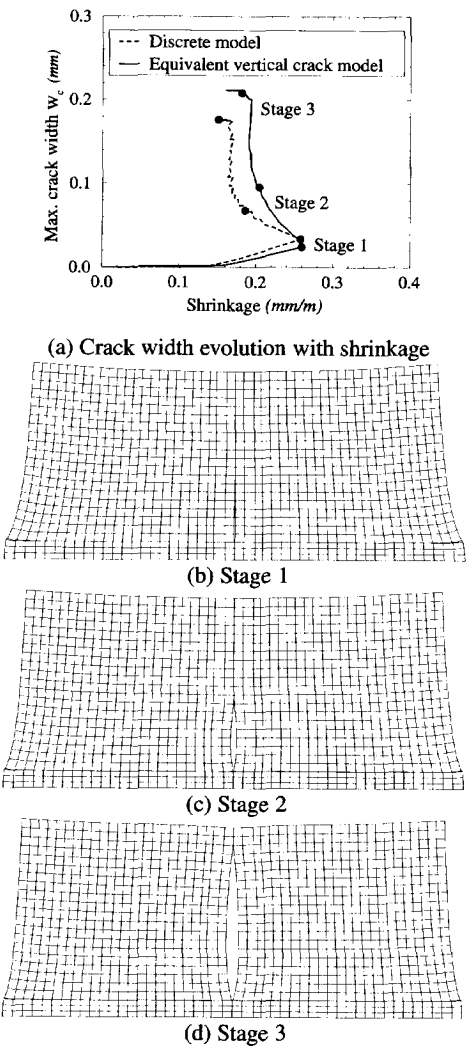 0.3
Discrete model
Equivalent vertical crack model
Max. crack width w_c (mm)
0.2
Stage 3
0.1
Stage 2
Stage 1
0.0
0.0 0.1 0.2 0.3 0.4
Shrinkage (mm/m)
(a) Crack width evolution with shrinkage
(b) Stage 1
(c) Stage 2
(d) Stage 3